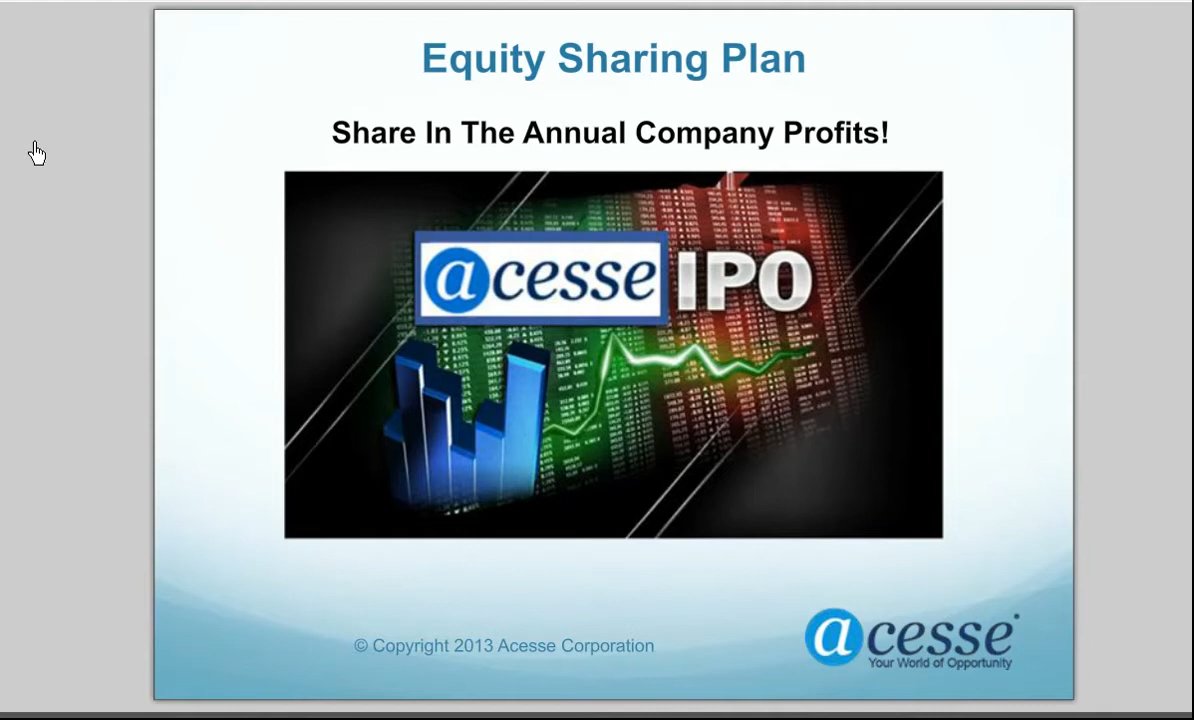 Equity Sharing Plan
Share In The Annual Company Profits!
acesse IPO
© Copyright 2013 Acesse Corporation
acesse
Your World of Opportunity